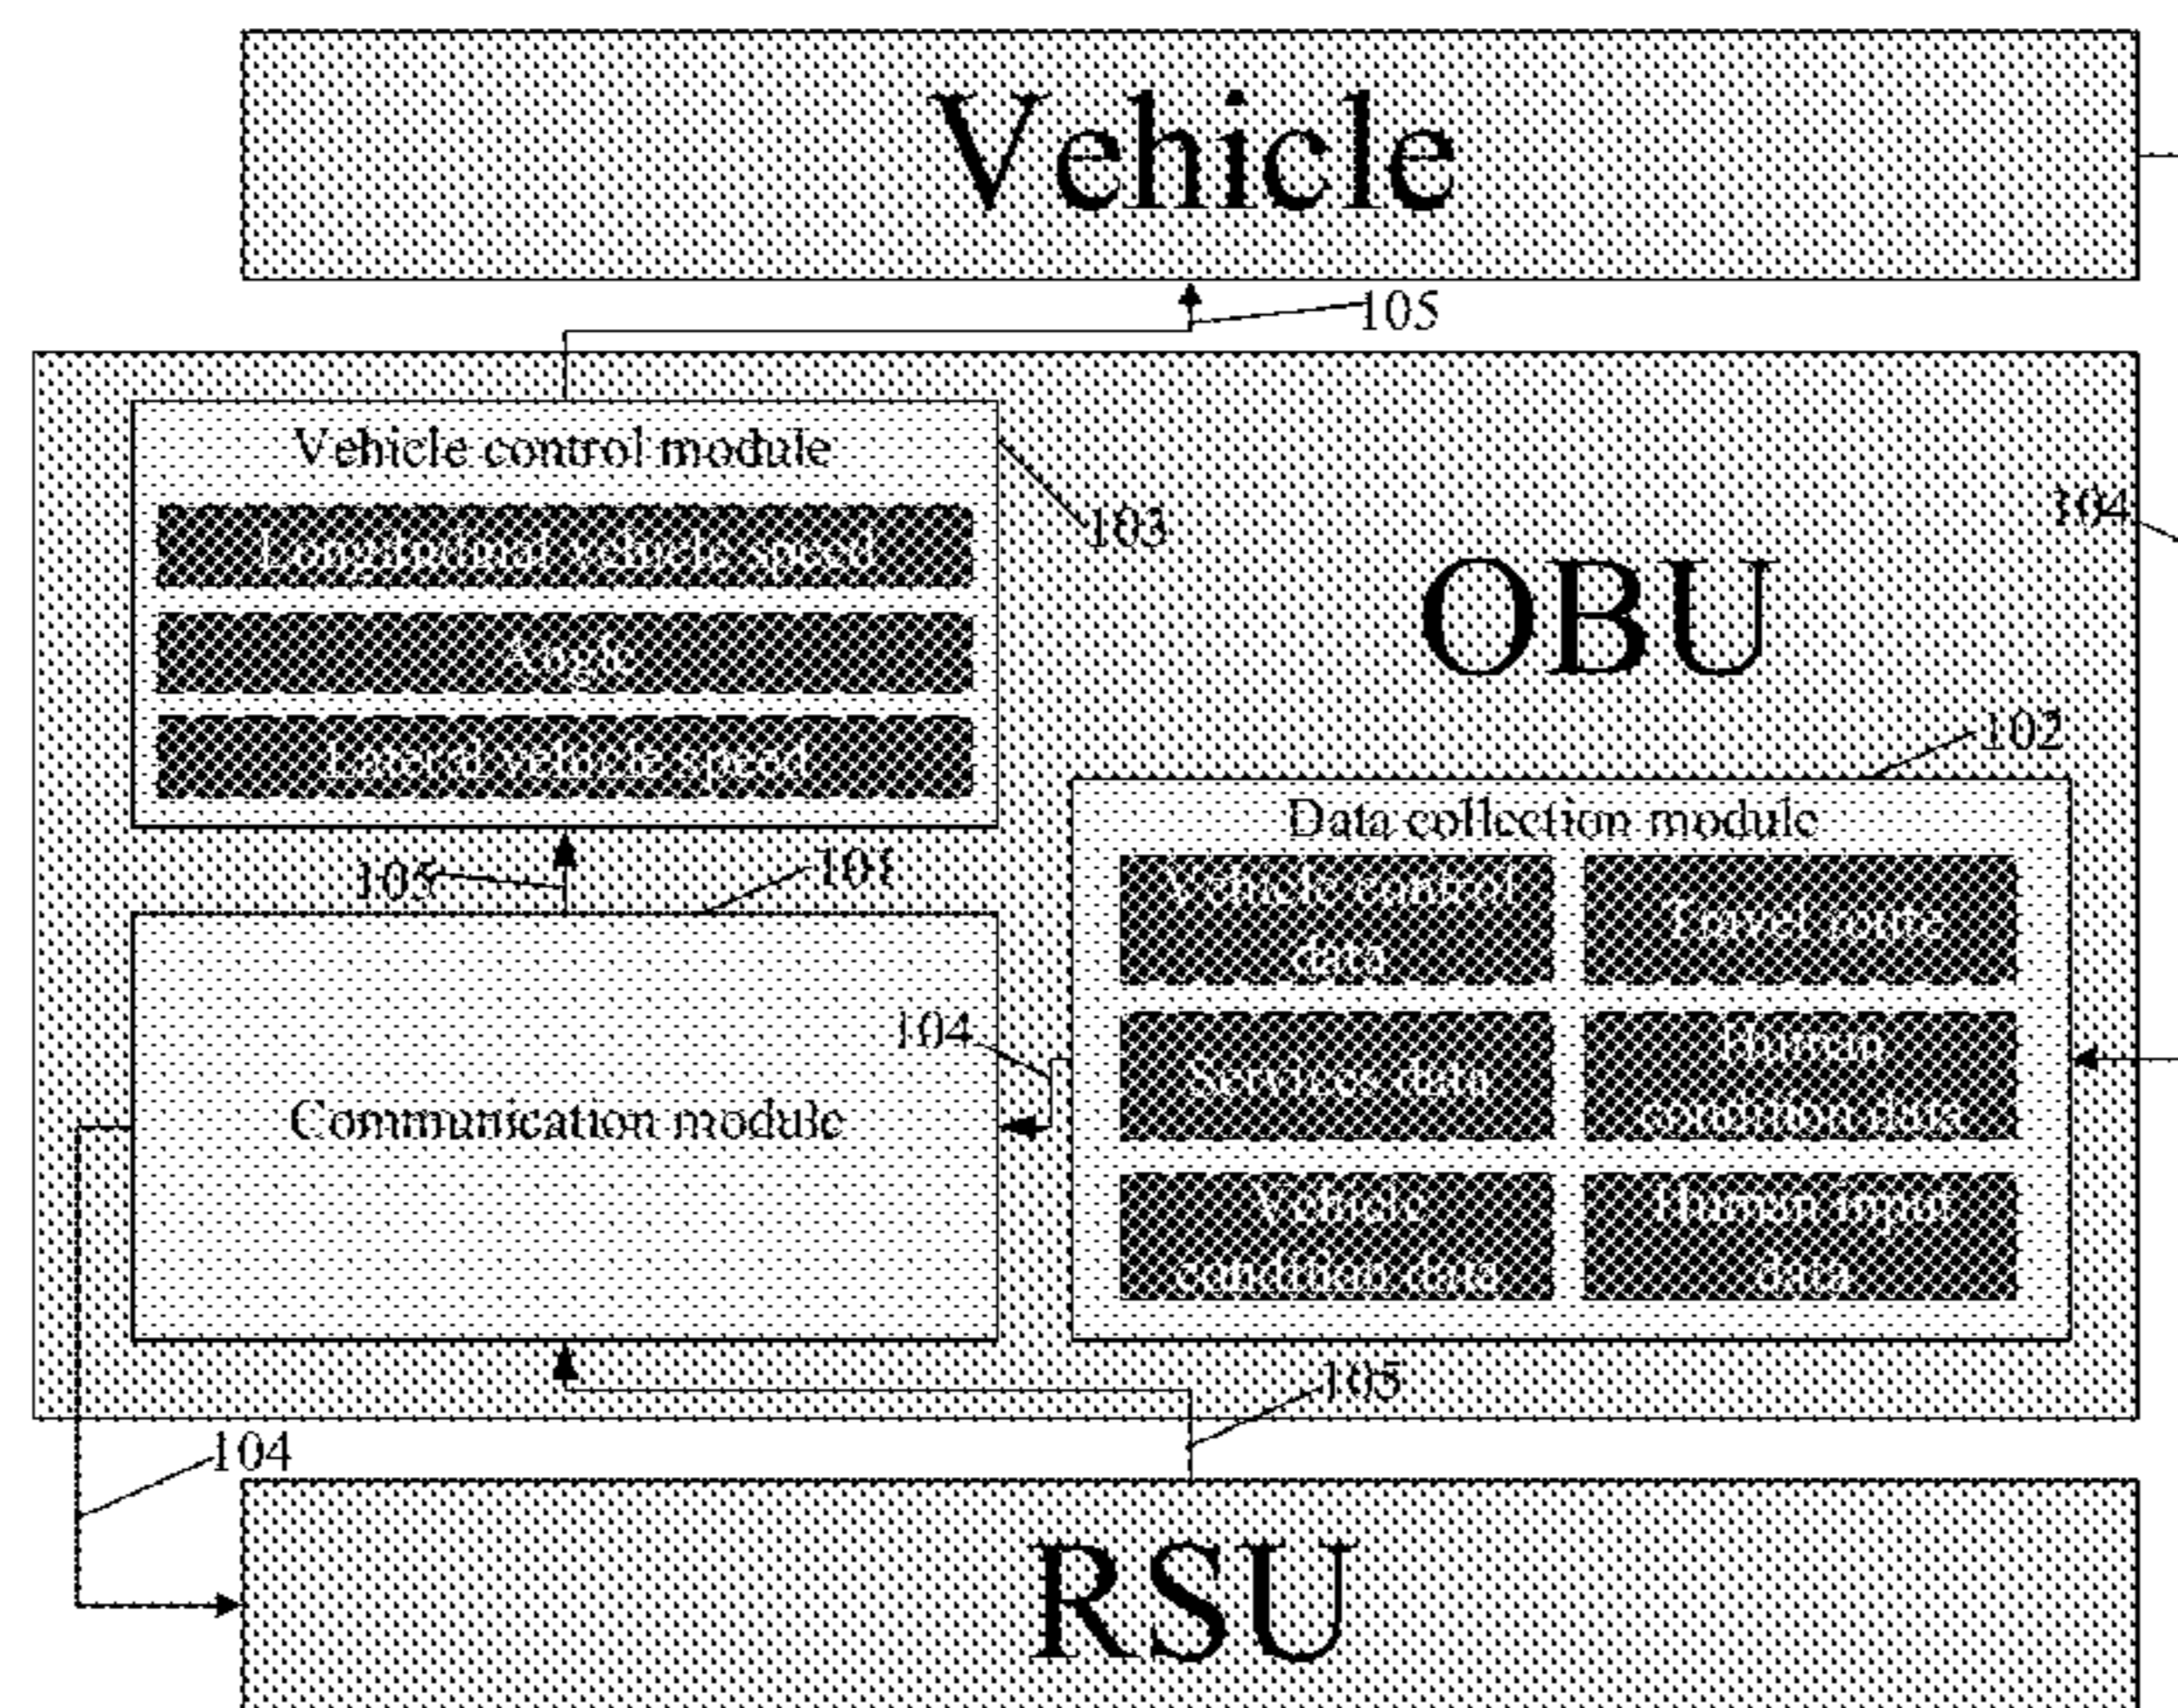 Vehicle
105
Vehicle control module
103
Longitudinal vehicle speed
104
Angle
OBU
Lateral vehicle speed
102
Data collection module
105
101
Vehicle control
data
Travel route
104
Services data
Human
condition data
Communication module
Vehicle
condition data
Human input
data
105
104
RSU